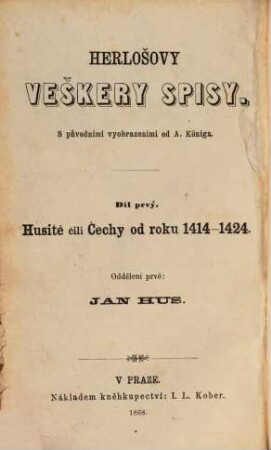 HERLOŠOVY
VEŠKERY SPISY.
S původními vyobrazeními od A. Königa.
Díl prvý.
Husité čili Čechy od roku 1414–1424.
Oddělení prvé:
JAN HUS.
V PRAZE.
Nákladem kněhkupectví: I. L. Kober.
1868.